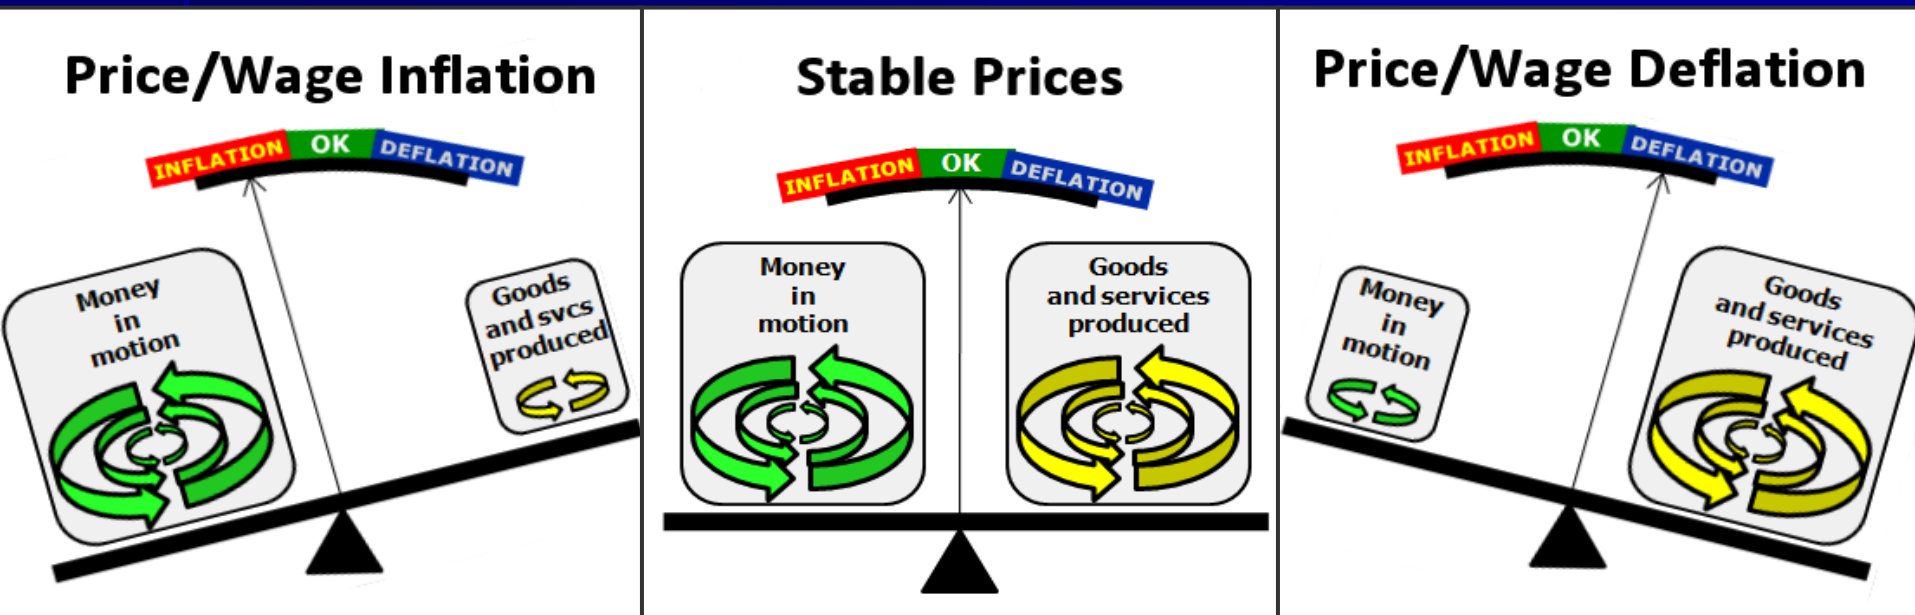 Price/Wage Inflation
INFLATION
OK
DEFLATION
Money
in
motion
Goods
and svcs
produced
Stable Prices
INFLATION
OK
DEFLATION
Money
in
motion
Goods
and services
produced
Price/Wage Deflation
INFLATION
OK
DEFLATION
Money
in
motion
Goods
and services
produced